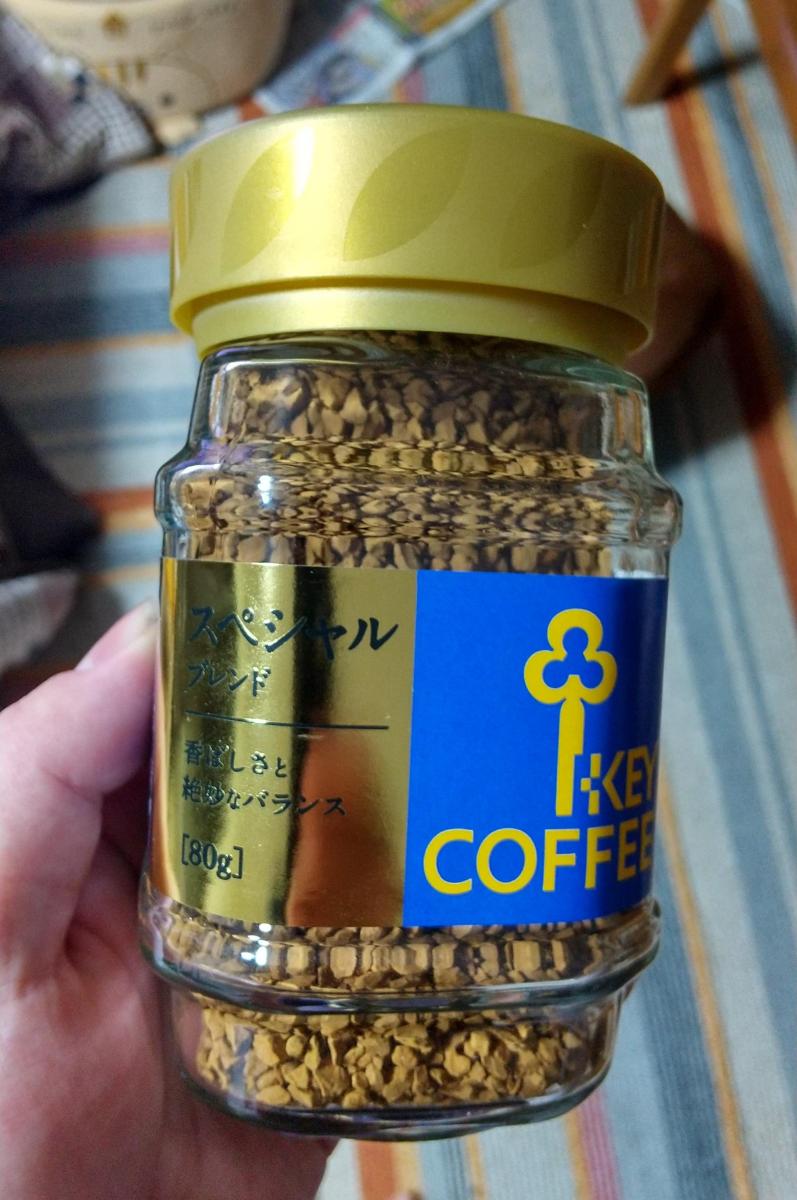 スペシャル
ブレンド
香ばしさと
絶妙なバランス
[80g]
KEY
COFFEE